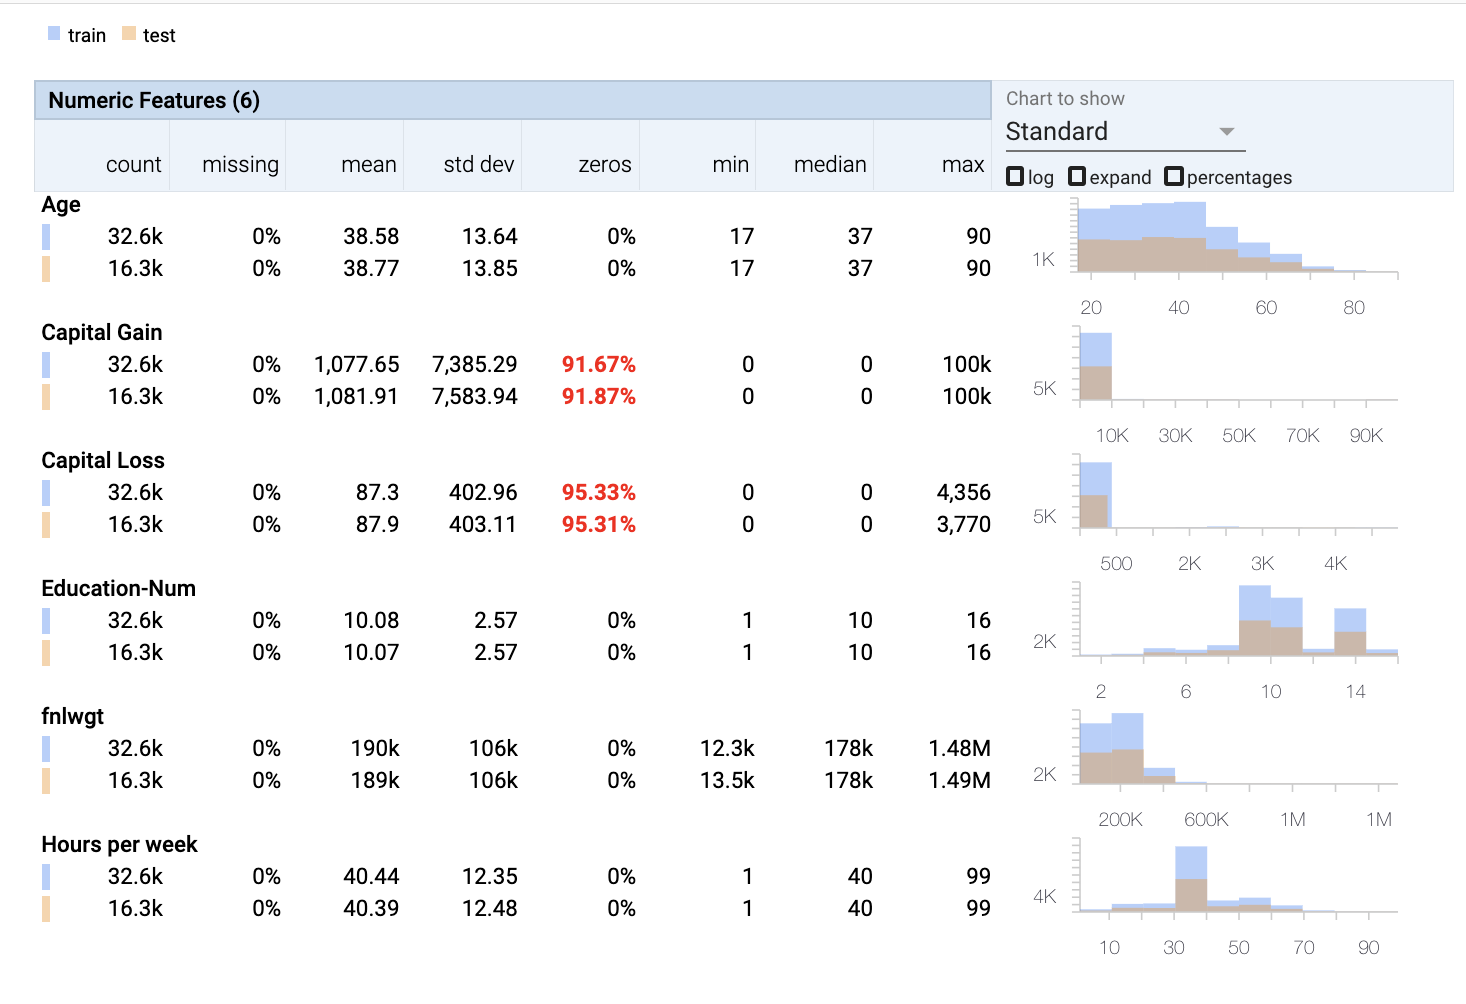 train test
Numeric Features (6)
Chart to show
Standard
count missing mean std dev zeros min median max
log expand percentages
Age
32.6k 0% 38.58 13.64 0% 17 37 90
16.3k 0% 38.77 13.85 0% 17 37 90
1K
20 40 60 80
Capital Gain
32.6k 0% 1,077.65 7,385.29 91.67% 0 0 100k
16.3k 0% 1,081.91 7,583.94 91.87% 0 0 100k
5K
10K 30K 50K 70K 90K
Capital Loss
32.6k 0% 87.3 402.96 95.33% 0 0 4,356
16.3k 0% 87.9 403.11 95.31% 0 0 3,770
5K
500 2K 3K 4K
Education-Num
32.6k 0% 10.08 2.57 0% 1 10 16
16.3k 0% 10.07 2.57 0% 1 10 16
2K
2 6 10 14
fnlwgt
32.6k 0% 190k 106k 0% 12.3k 178k 1.48M
16.3k 0% 189k 106k 0% 13.5k 178k 1.49M
2K
200K 600K 1M 1M
Hours per week
32.6k 0% 40.44 12.35 0% 1 40 99
16.3k 0% 40.39 12.48 0% 1 40 99
4K
10 30 50 70 90